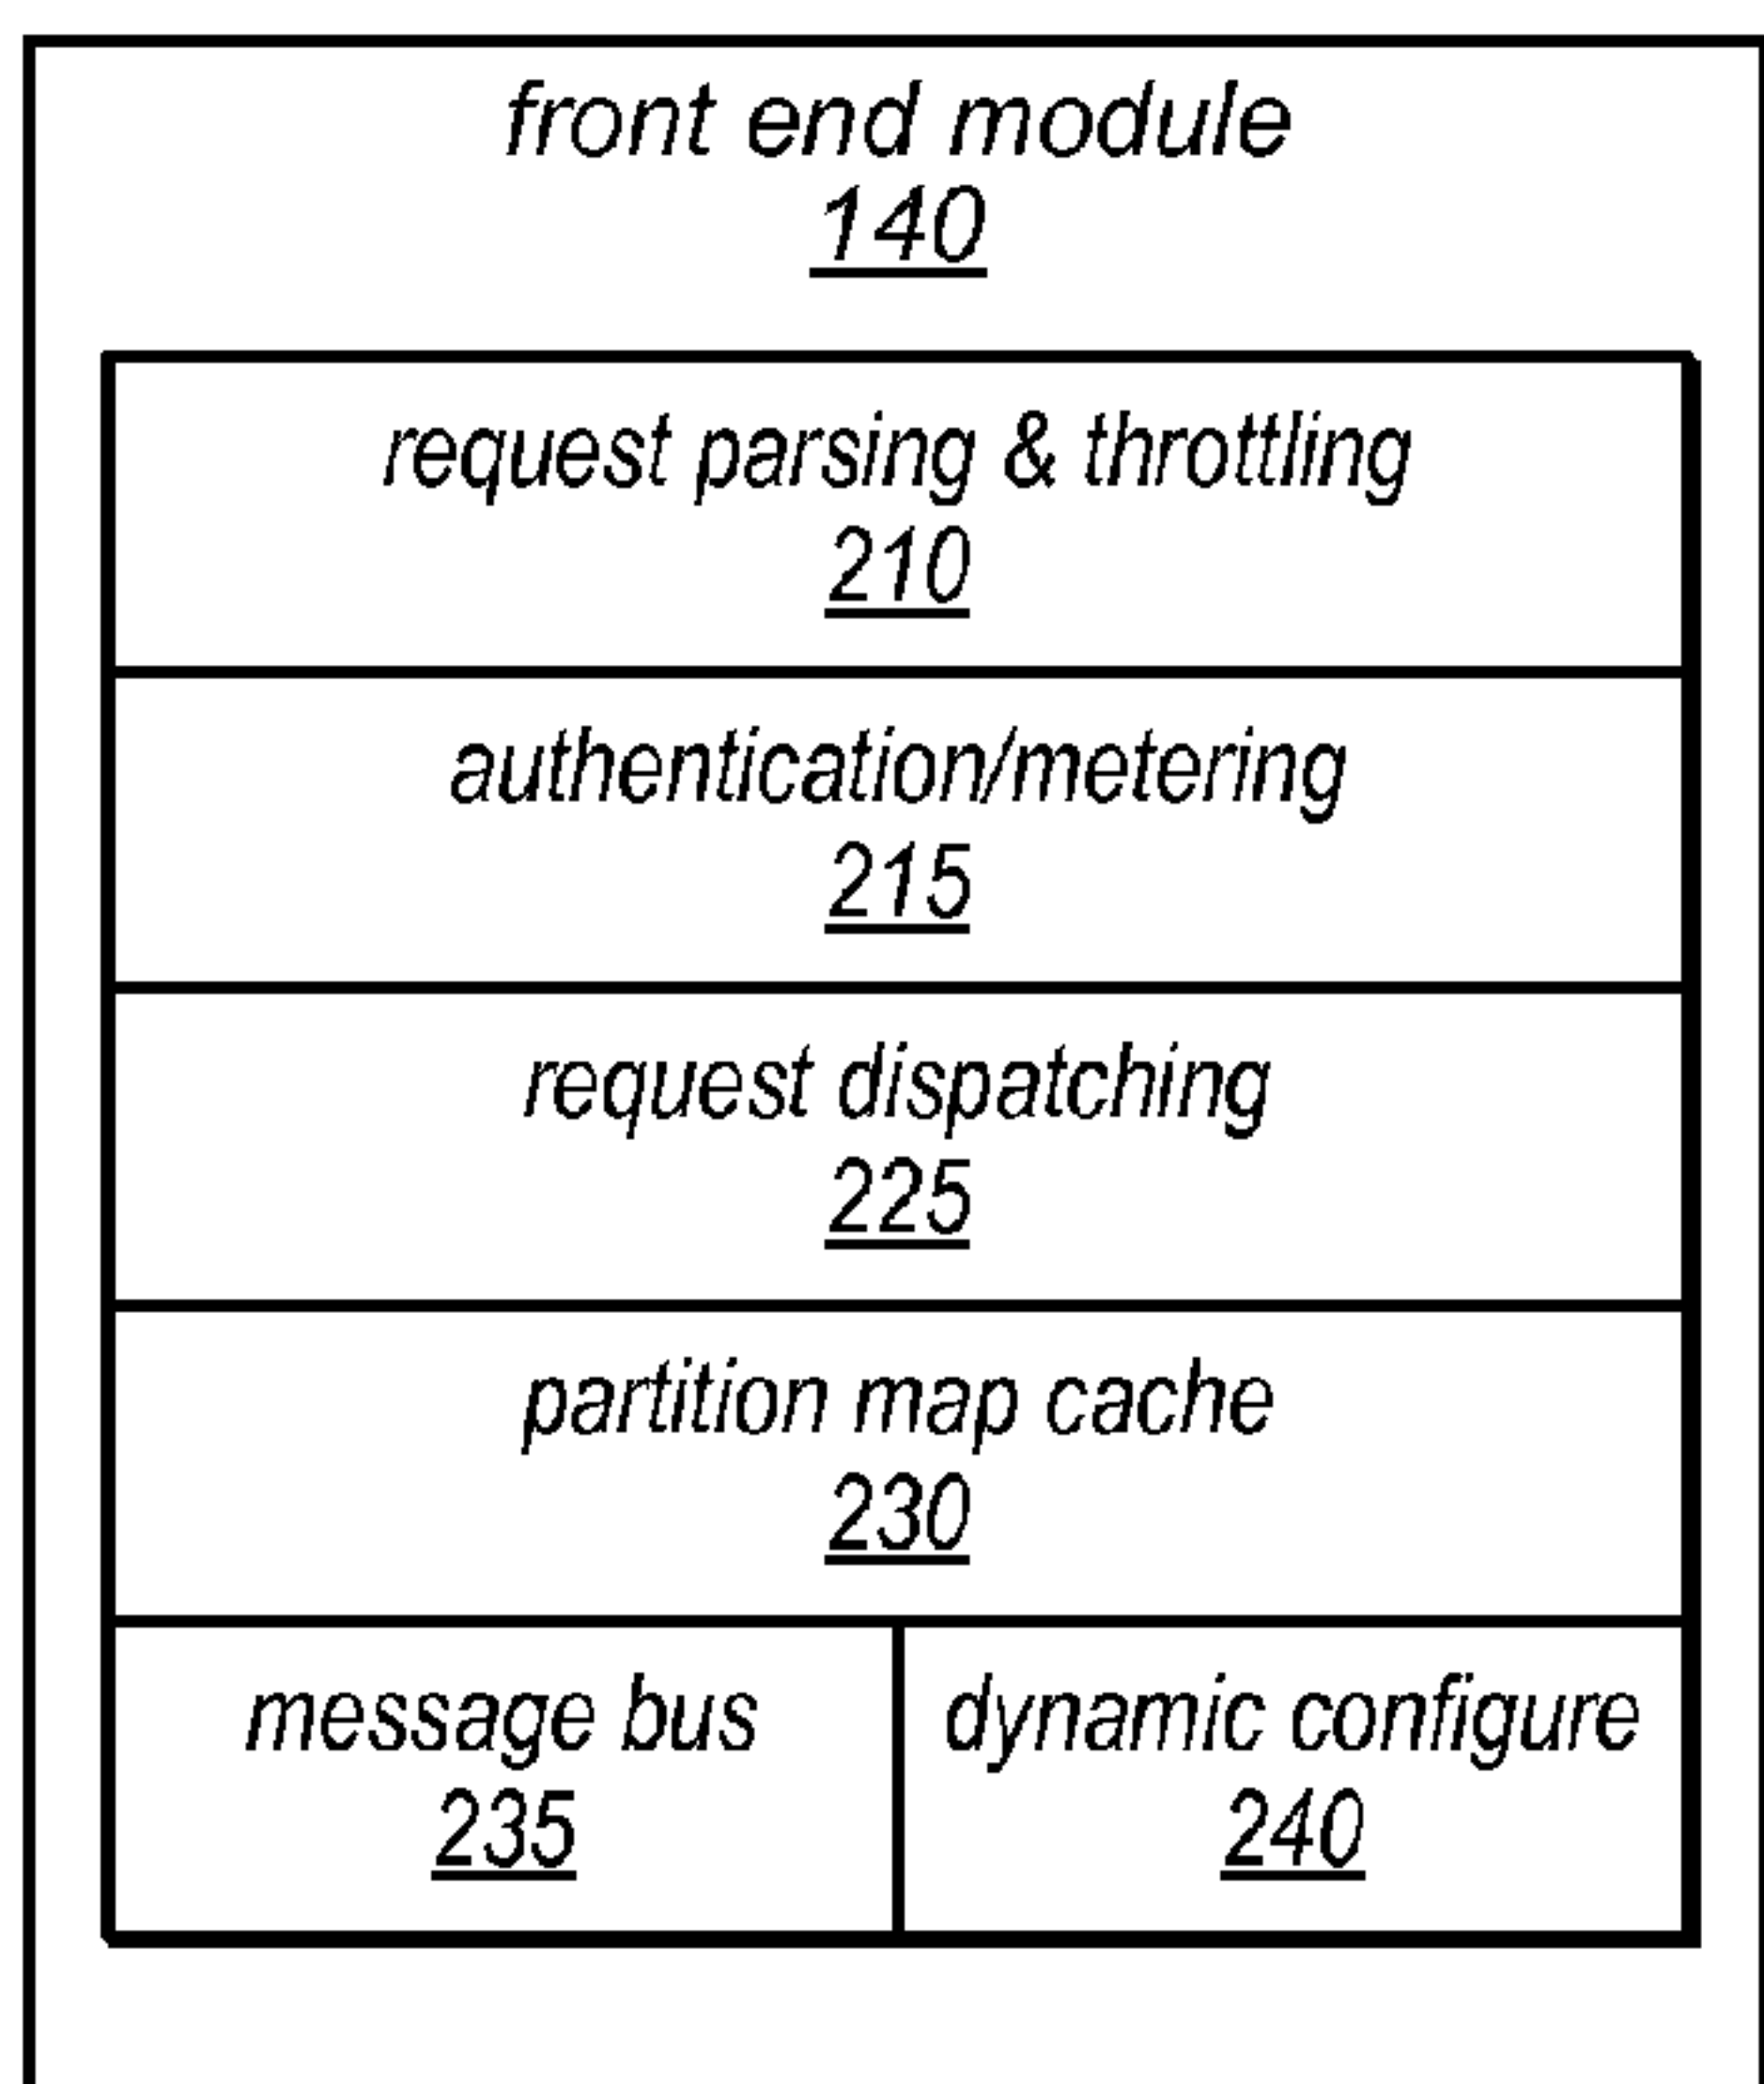 front end module
140
request parsing & throttling
210
authentication/metering
215
request dispatching
225
partition map cache
230
message bus
235
dynamic configure
240